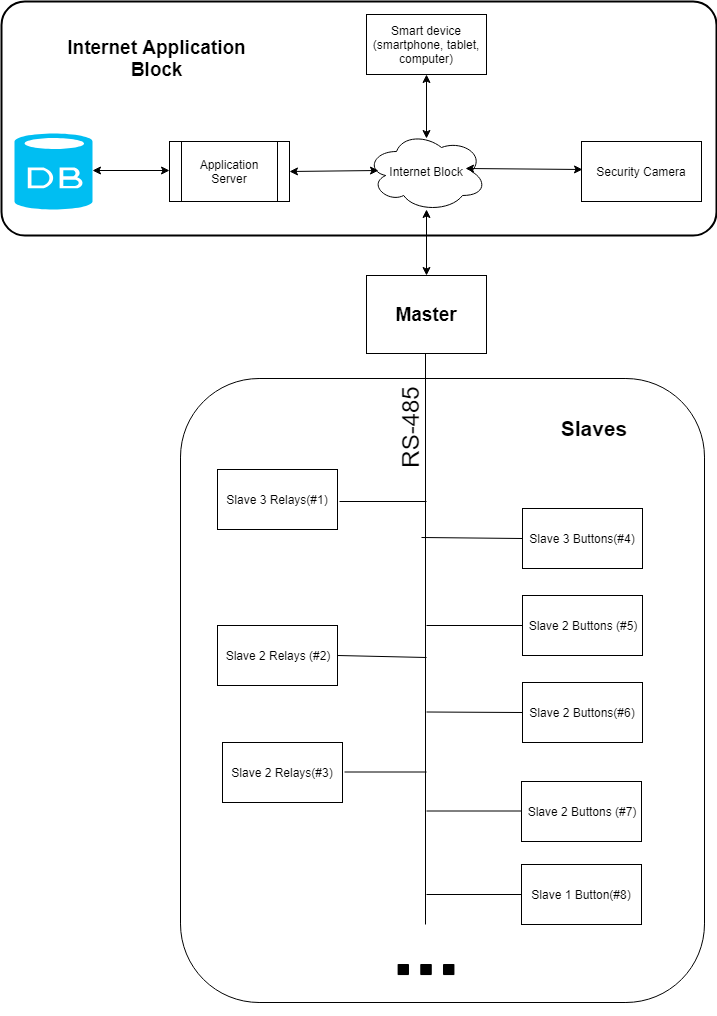 Internet Application
Block
Smart device
(smartphone, tablet,
computer)
DB
Application
Server
Internet Block
Security Camera
Master
RS-485
Slaves
Slave 3 Relays(#1)
Slave 3 Buttons(#4)
Slave 2 Buttons (#5)
Slave 2 Relays (#2)
Slave 2 Buttons(#6)
Slave 2 Relays(#3)
Slave 2 Buttons (#7)
Slave 1 Button(#8)